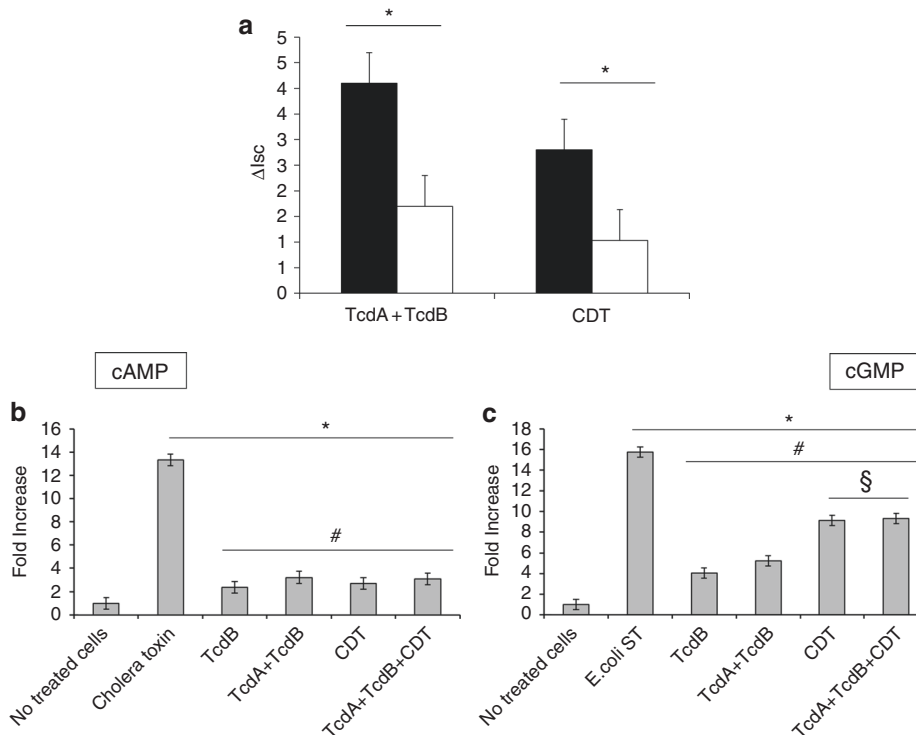 a
*
*
ΔIsc
5
5
4
4
3
3
2
2
1
1
0
TcdA+TcdB
CDT
cAMP
cGMP
b
Fold Increase
16
14
12
10
8
6
4
2
0
*
#
No treated cells
Cholera toxin
TcdB
TcdA+TcdB
CDT
TcdA+TcdB+CDT
c
Fold Increase
18
16
14
12
10
8
6
4
2
0
*
#
§
No treated cells
E.coli ST
TcdB
TcdA+TcdB
CDT
TcdA+TcdB+CDT